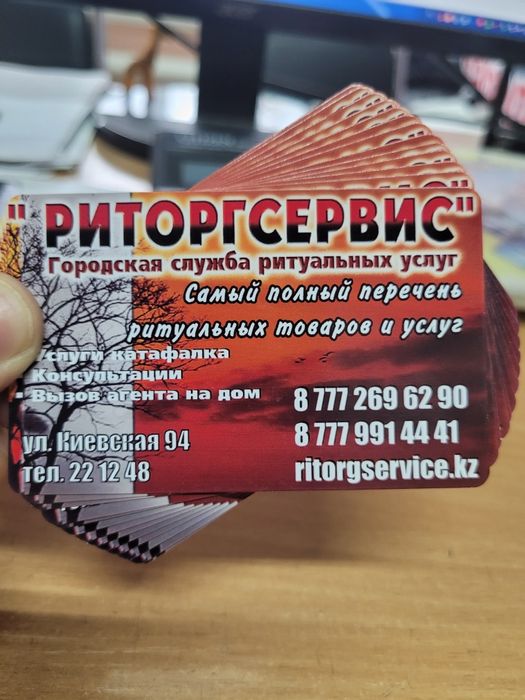 " РИТОРГСЕРВИС"
Городская служба ритуальных услуг
Самый полный перечень
ритуальных товаров и услуг
катафалка
Консультации
• Вызов агента на дом
8 777 269 62 90
8 777 991 44 41
ул. Киевская 94
тел. 22 12 48
ritorgservice.kz